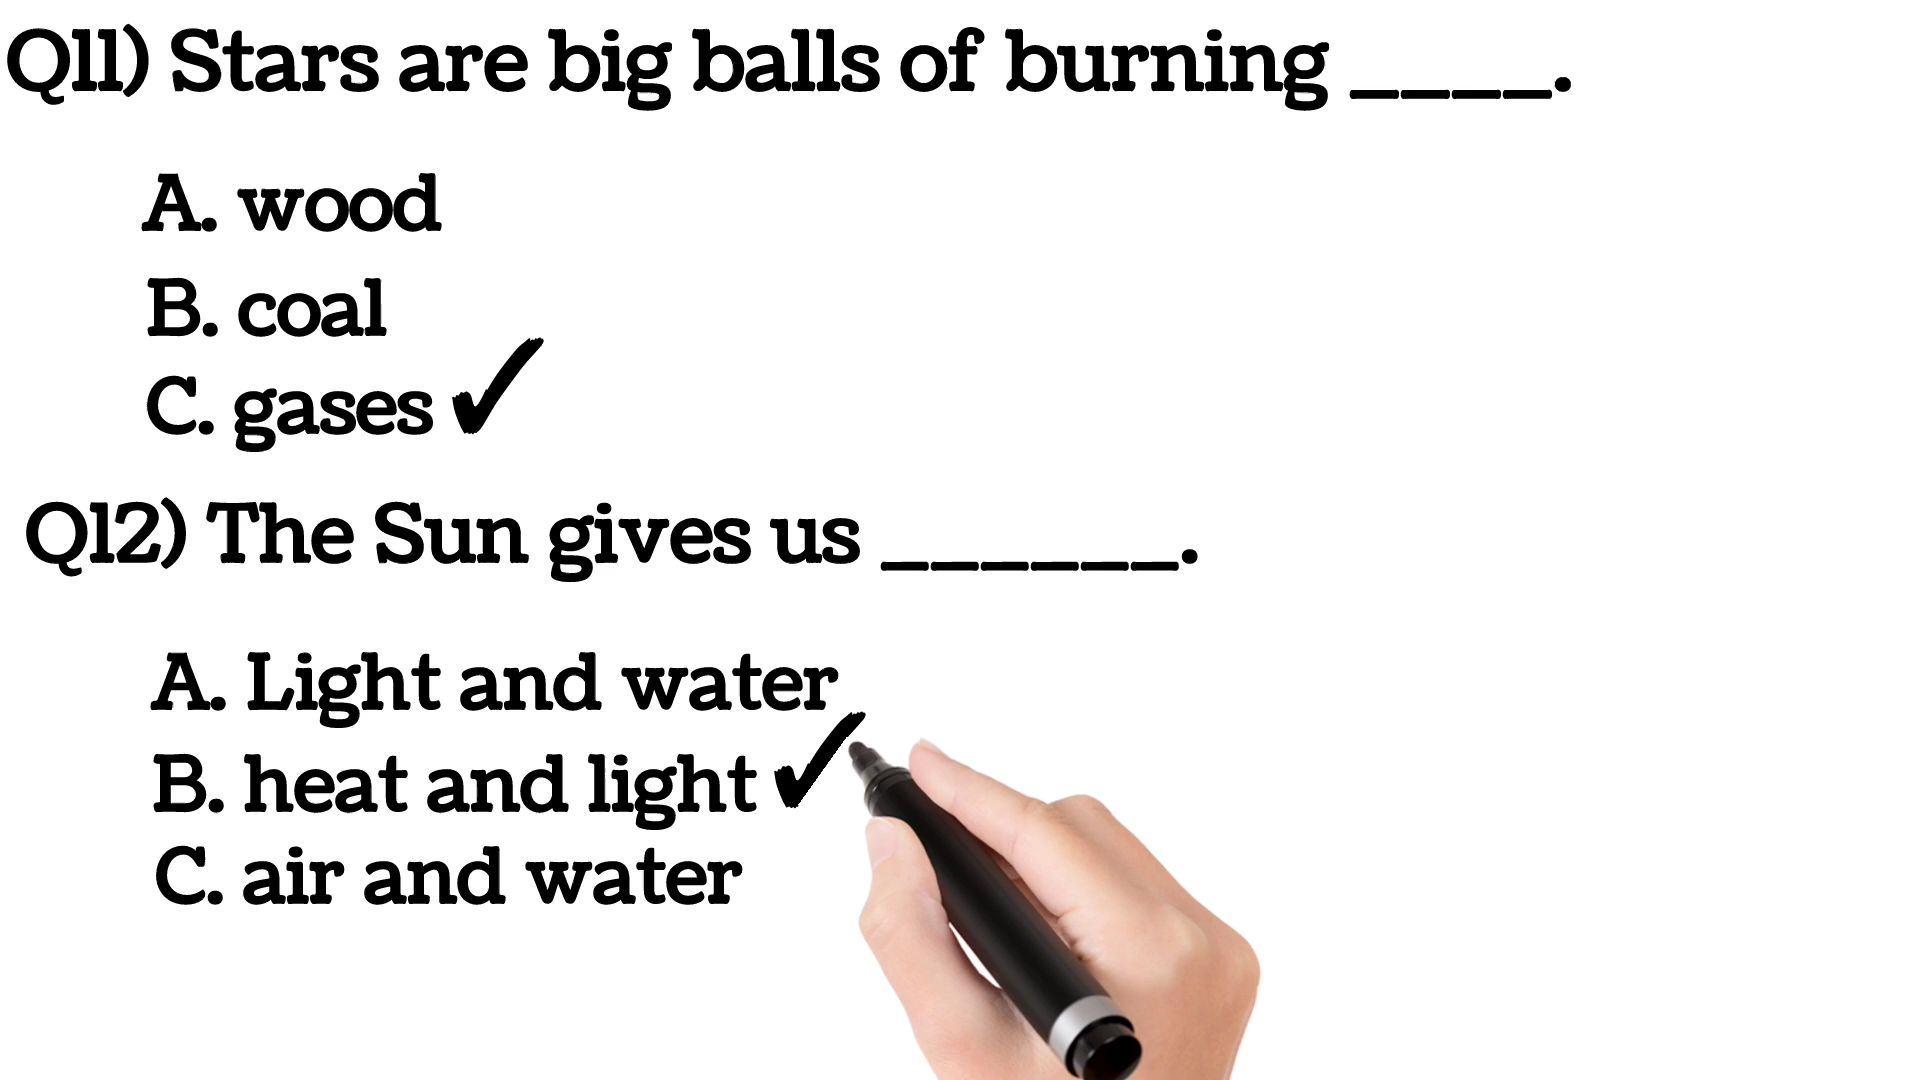 Q11) Stars are big balls of burning ____.
A. wood
B. coal
C. gases ✓
Q12) The Sun gives us ______.
A. Light and water
B. heat and light ✓
C. air and water